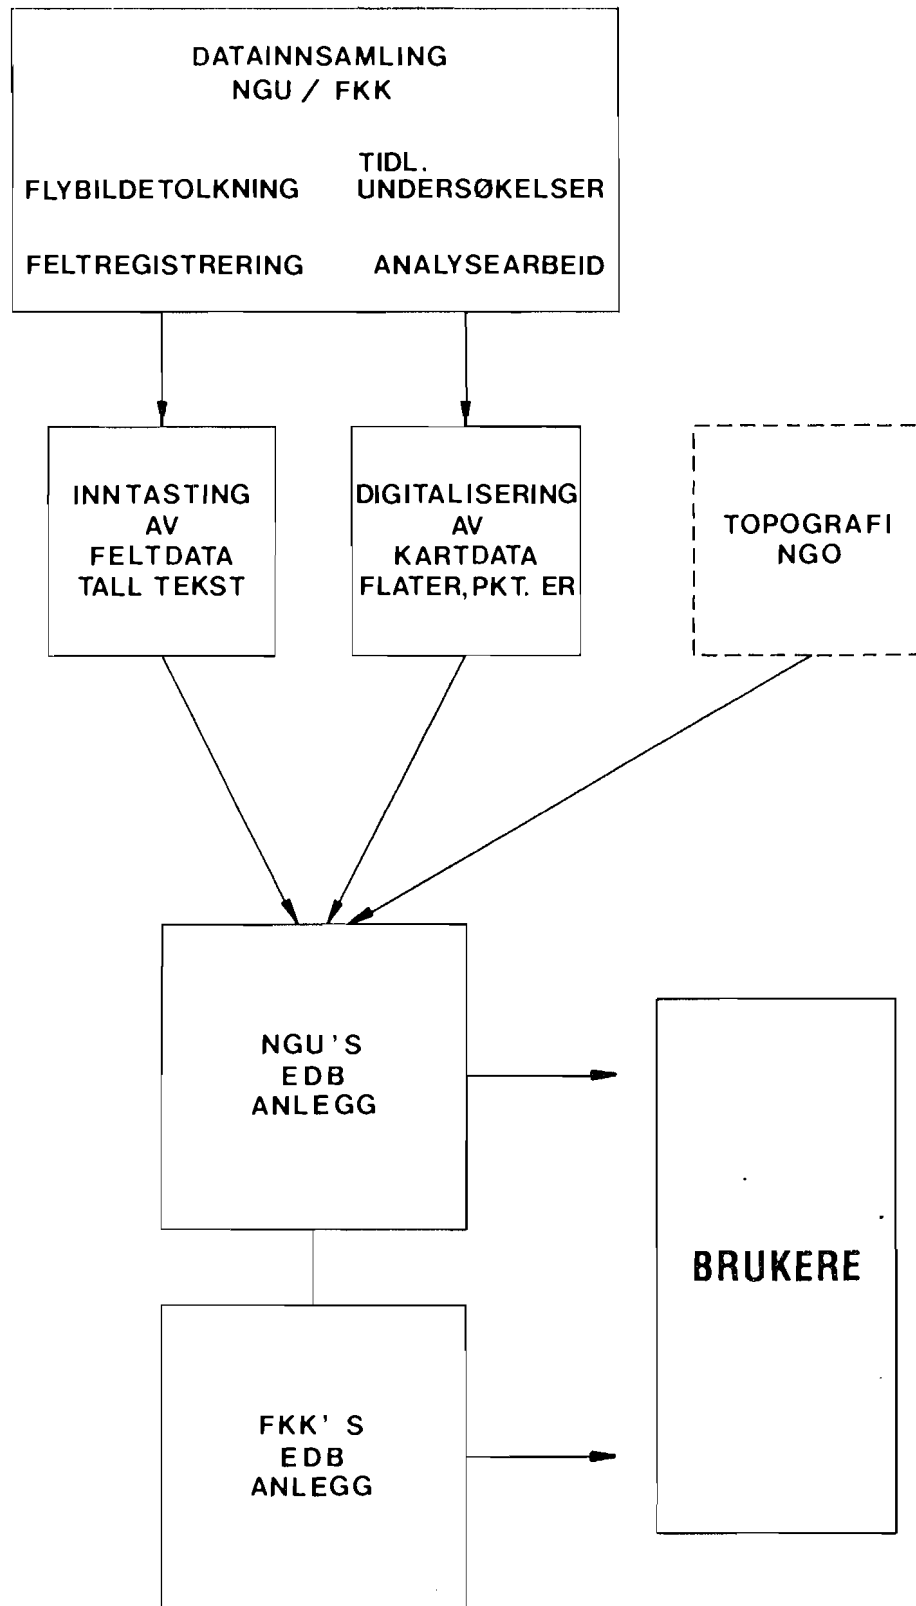 DATAINNSAMLING
NGU / FKK
FLYBILDETOLKNING
TIDL.
UNDERSØKELSER
FELTREGISTRERING
ANALYSEARBEID
INNTASTING
AV
FELTDATA
TALL TEKST
DIGITALISERING
AV
KARTDATA
FLATER, PKT. ER
TOPOGRAFI
NGO
NGU'S
EDB
ANLEGG
BRUKERE
FKK' S
EDB
ANLEGG